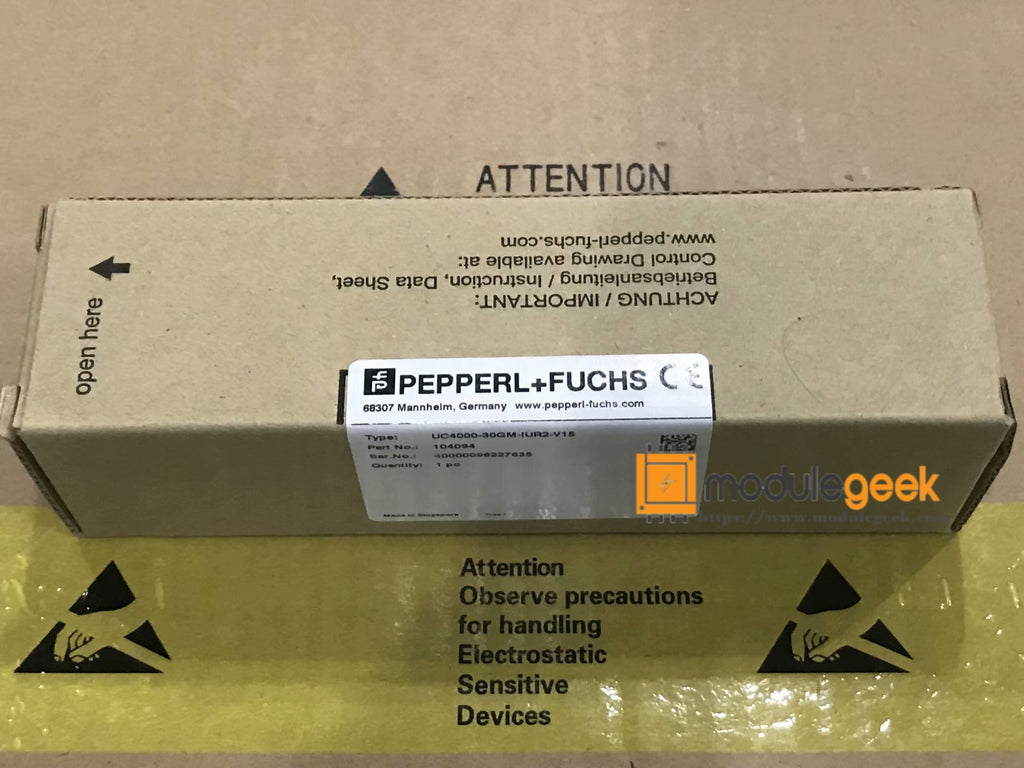 ATTENTION
ACHTUNG / IMPORTANT:
Betriebsanleitung / Instruction, Data Sheet,
Control Drawing available at:
www.pepperl-fuchs.com
open here
PEPPERL+FUCHS CE
68307 Mannheim, Germany www.pepperl-fuchs.com
Type: UC4000-30GM-IUR2-V15
Part No.: 104094
Ser.No.: 40000096227635
Quantity: 1 pc
Made in Singapore
modulegeek
https://www.modulegeek.com
Attention
Observe precautions
for handling
Electrostatic
Sensitive
Devices